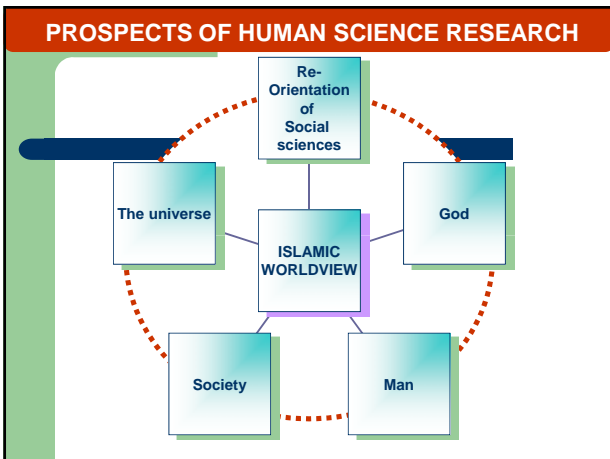 PROSPECTS OF HUMAN SCIENCE RESEARCH
Re-
Orientation
of
Social
sciences
The universe
God
ISLAMIC
WORLDVIEW
Society
Man